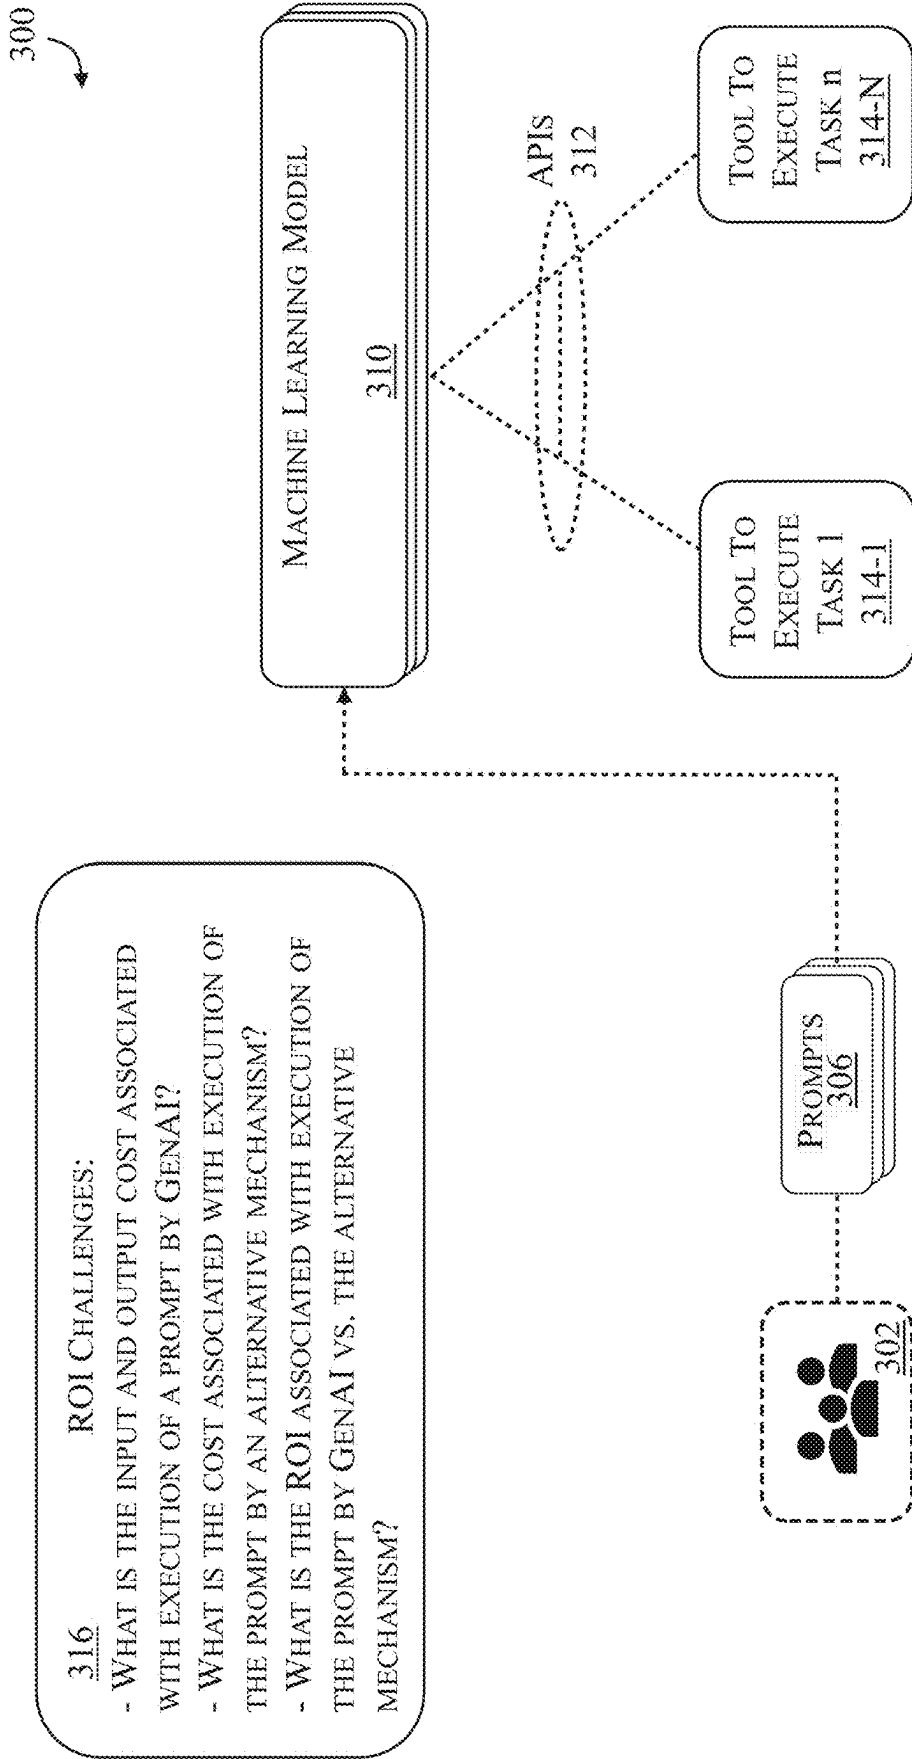 300
316
ROI CHALLENGES:
- WHAT IS THE INPUT AND OUTPUT COST ASSOCIATED
WITH EXECUTION OF A PROMPT BY GENAI?
- WHAT IS THE COST ASSOCIATED WITH EXECUTION OF
THE PROMPT BY AN ALTERNATIVE MECHANISM?
- WHAT IS THE ROI ASSOCIATED WITH EXECUTION OF
THE PROMPT BY GENAI VS. THE ALTERNATIVE
MECHANISM?
MACHINE LEARNING MODEL
310
APIS
312
302
PROMPTS
306
TOOL TO
EXECUTE
TASK 1
314-1
TOOL TO
EXECUTE
TASK n
314-N